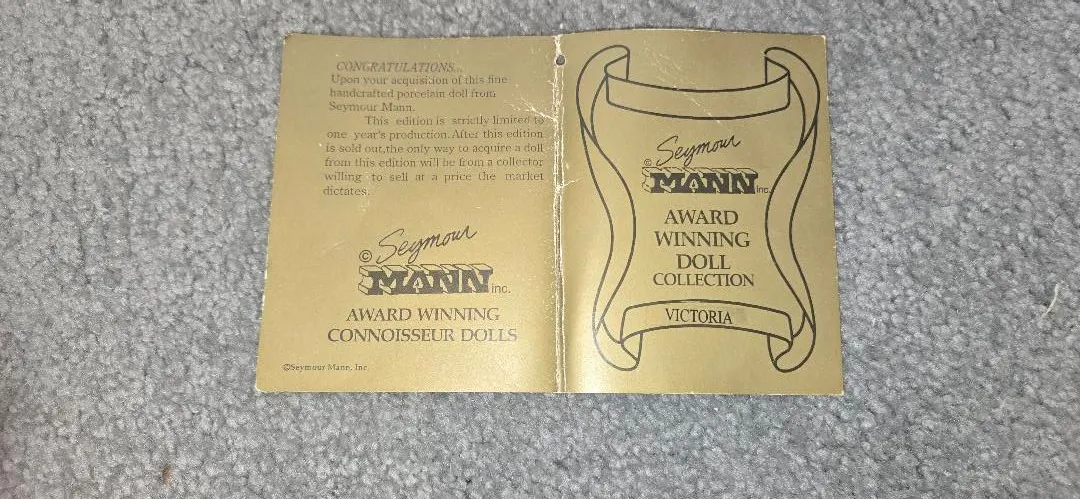 CONGRATULATIONS...
Upon your acquisition of this fine
handcrafted porcelain doll from
Seymour Mann.
This edition is strictly limited to
one year's production. After this edition
is sold out,the only way to acquire a doll
from this edition will be from a collector
willing to sell at a price the market
dictates.
© Seymour
MANN inc.
AWARD WINNING
CONNOISSEUR DOLLS
©Seymour Mann, Inc.
© Seymour
MANN inc.
AWARD
WINNING
DOLL
COLLECTION
VICTORIA